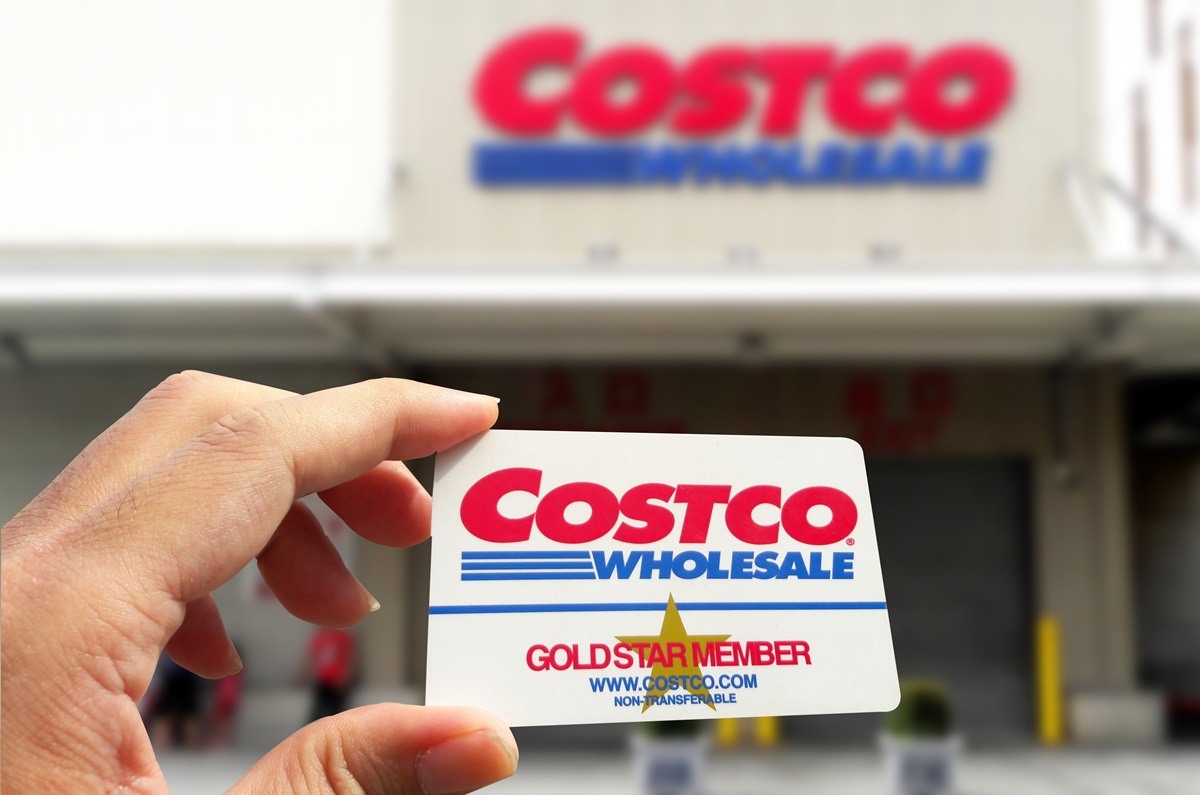 COSTCO
WHOLESALE
COSTCO®
WHOLESALE
GOLD STAR MEMBER
WWW.COSTCO.COM
NON-TRANSFERABLE